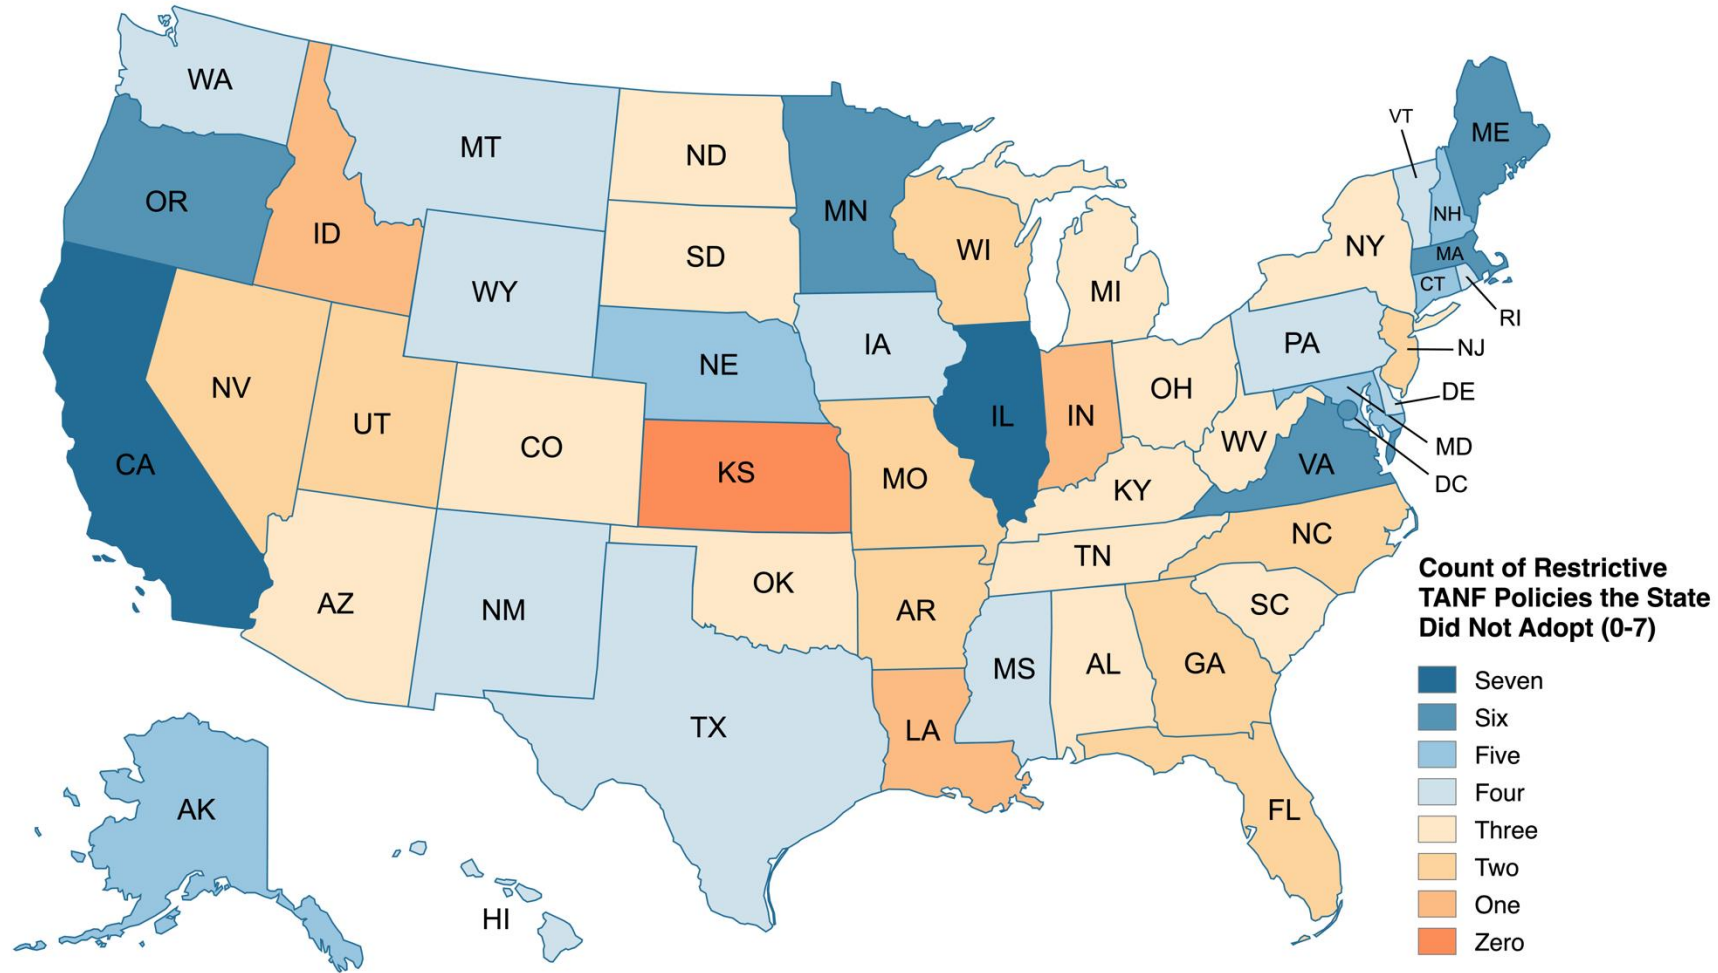 WA
MT
ND
MN
VT
ME
OR
ID
SD
WI
NH
NY
MA
WY
MI
CT
RI
IA
PA
NJ
NE
NV
UT
OH
DE
CO
IL
IN
CA
KS
MO
WV
VA
MD
DC
KY
NC
TN
AZ
NM
OK
AR
SC
MS
AL
GA
TX
LA
AK
FL
HI
Count of Restrictive
TANF Policies the State
Did Not Adopt (0-7)
Seven
Six
Five
Four
Three
Two
One
Zero